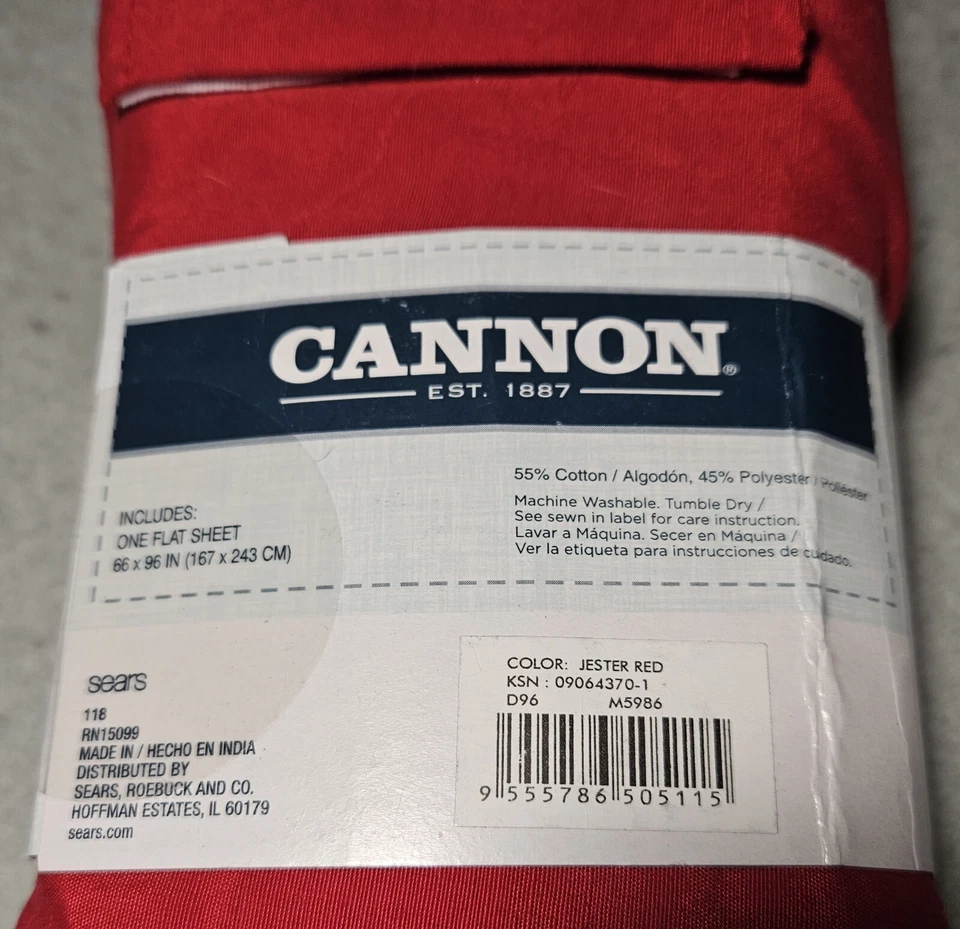 CANNON®
EST. 1887
55% Cotton / Algodón, 45% Polyester / Poliéster
Machine Washable. Tumble Dry /
See sewn in label for care instruction.
Lavar a Máquina. Secer en Máquina /
Ver la etiqueta para instrucciones de cuidado.
INCLUDES:
ONE FLAT SHEET
66 x 96 IN (167 x 243 CM)
sears
118
RN15099
MADE IN / HECHO EN INDIA
DISTRIBUTED BY
SEARS, ROEBUCK AND CO.
HOFFMAN ESTATES, IL 60179
sears.com
COLOR: JESTER RED
KSN : 09064370-1
D96 M5986
9 555786 505115